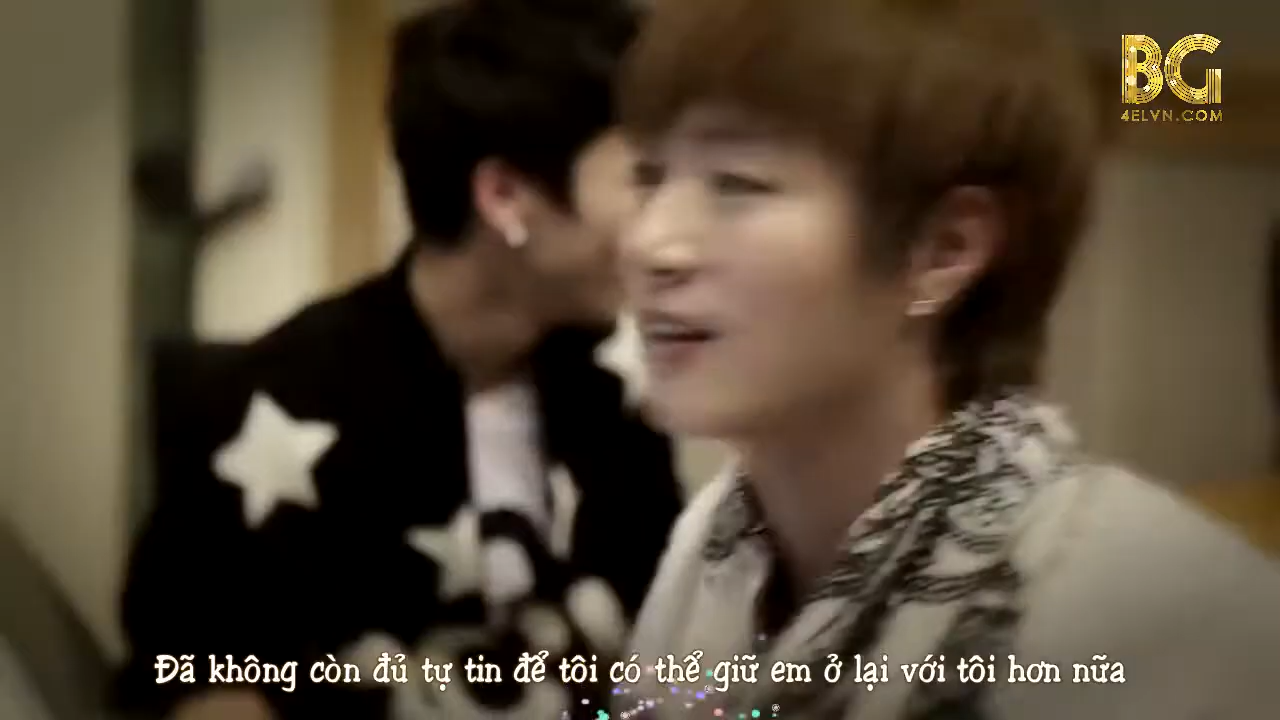 BG
4ELVN.COM
Đã không còn đủ tự tin để tôi có thể giữ em ở lại với tôi hơn nữa